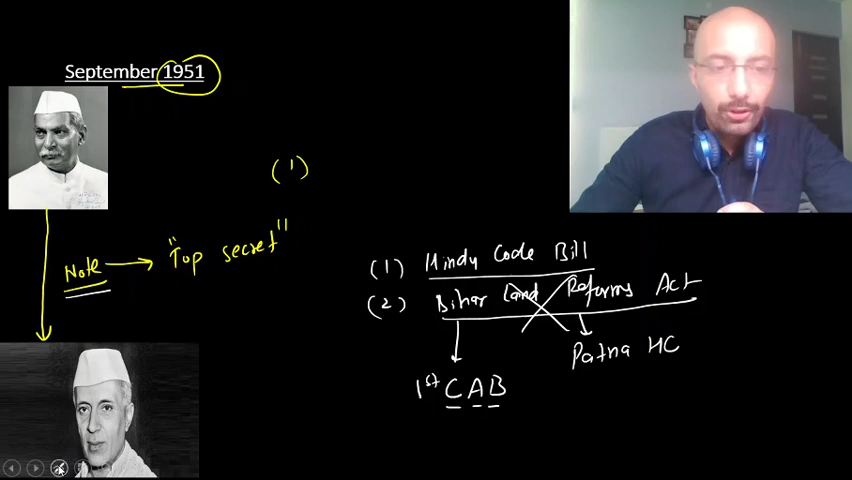 September 1951
(1)
Note → "Top secret"
(1) Hindu Code Bill
(2) Bihar Land Reforms Act
Patna HC
1st CAB